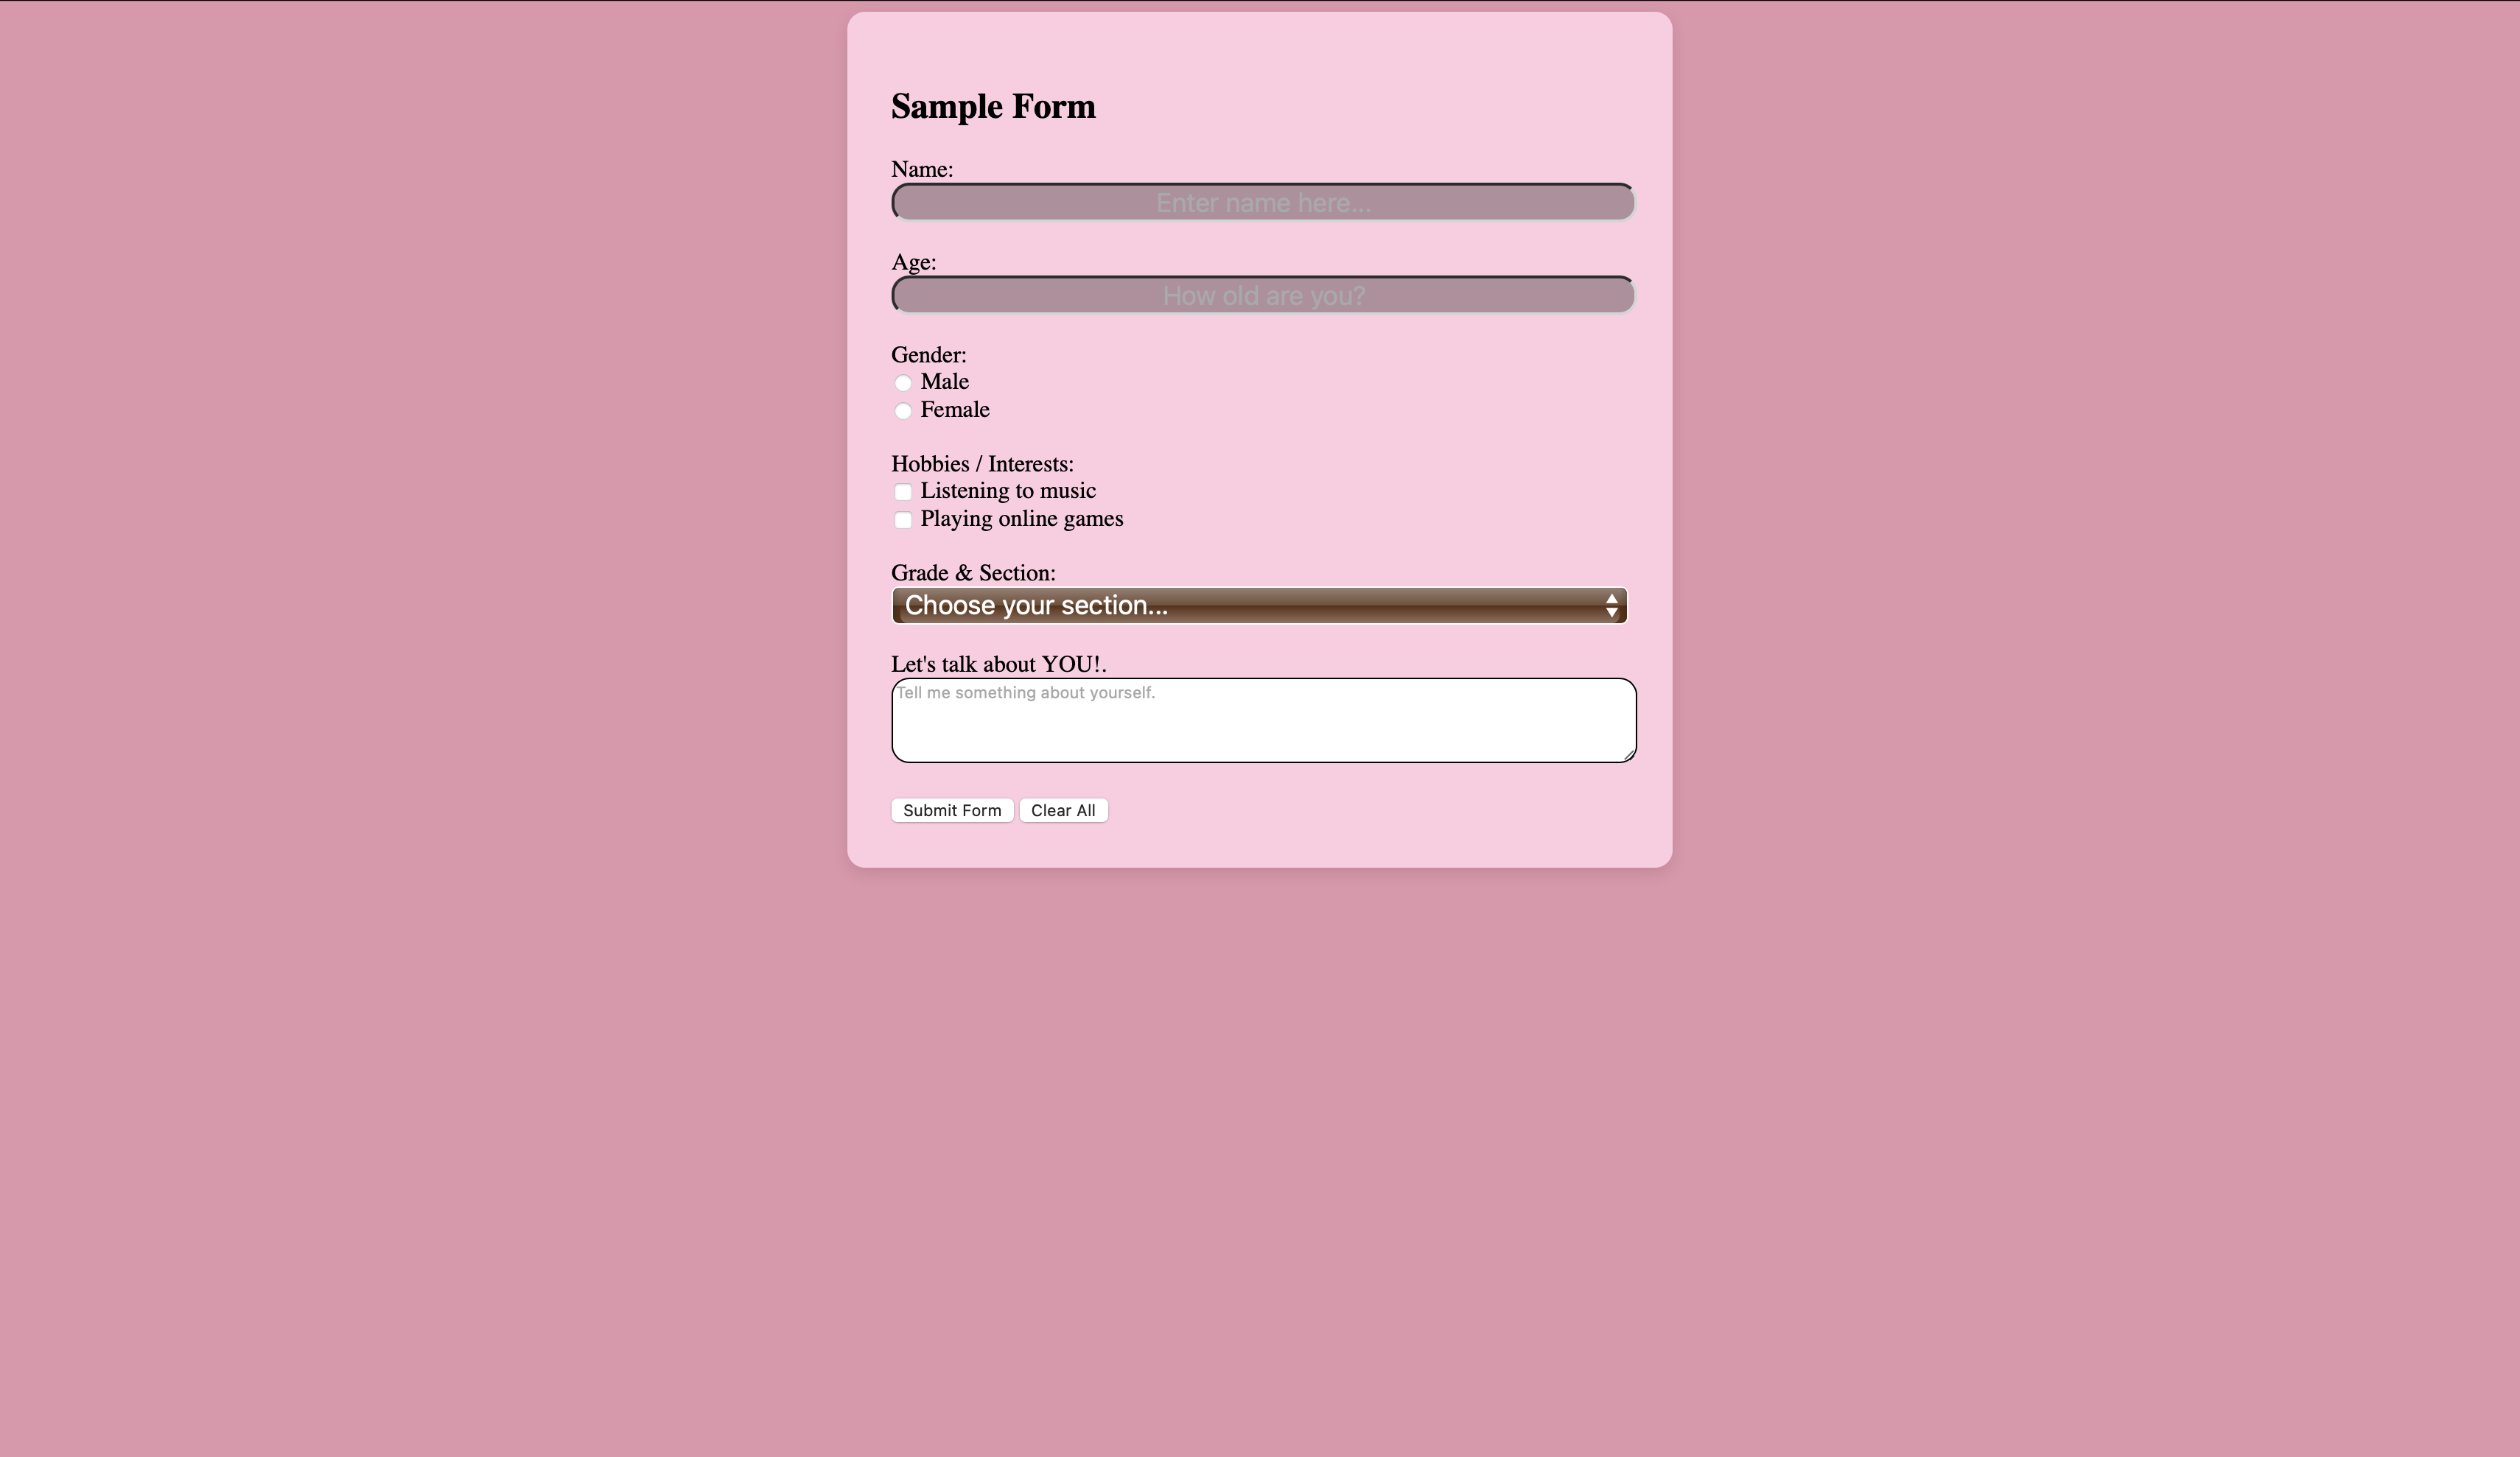 Sample Form
Name:
Enter name here...
Age:
How old are you?
Gender:
Male
Female
Hobbies / Interests:
Listening to music
Playing online games
Grade & Section:
Choose your section...
Let's talk about YOU!.
Tell me something about yourself.
Submit Form Clear All